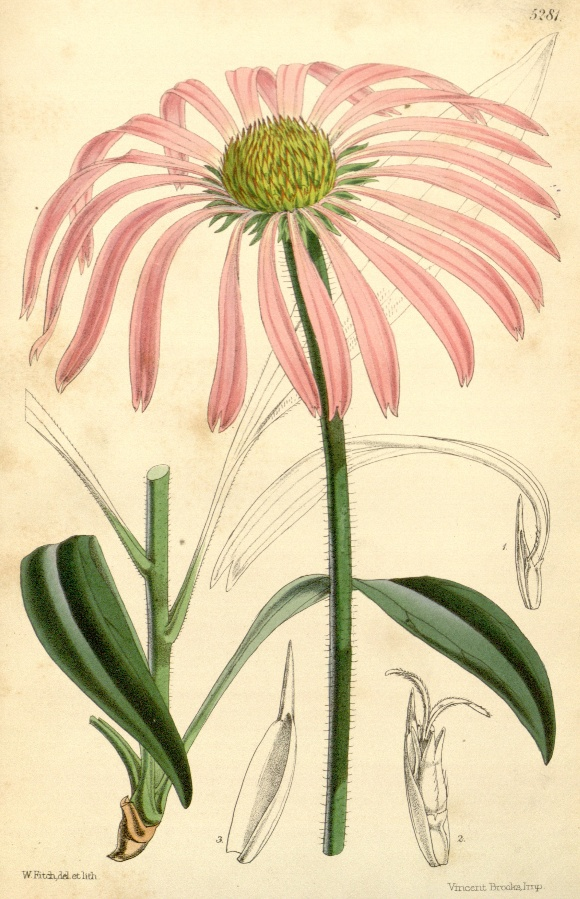 5281.
1.
3.
2.
W. Fitch, del. et lith.
Vincent Brooks, Imp.